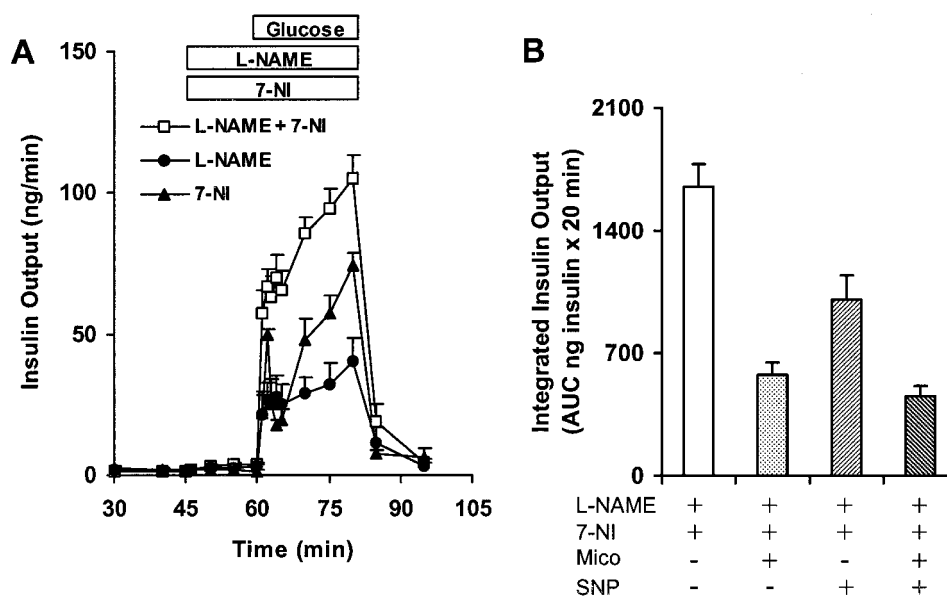 A
Glucose
L-NAME
7-NI
L-NAME + 7-NI
L-NAME
7-NI
Insulin Output (ng/min)
150
100
50
0
30 45 60 75 90 105
Time (min)
B
Integrated Insulin Output
(AUC ng insulin x 20 min)
2100
1400
700
0
L-NAME + + + +
7-NI + + + +
Mico - + - +
SNP - - + +